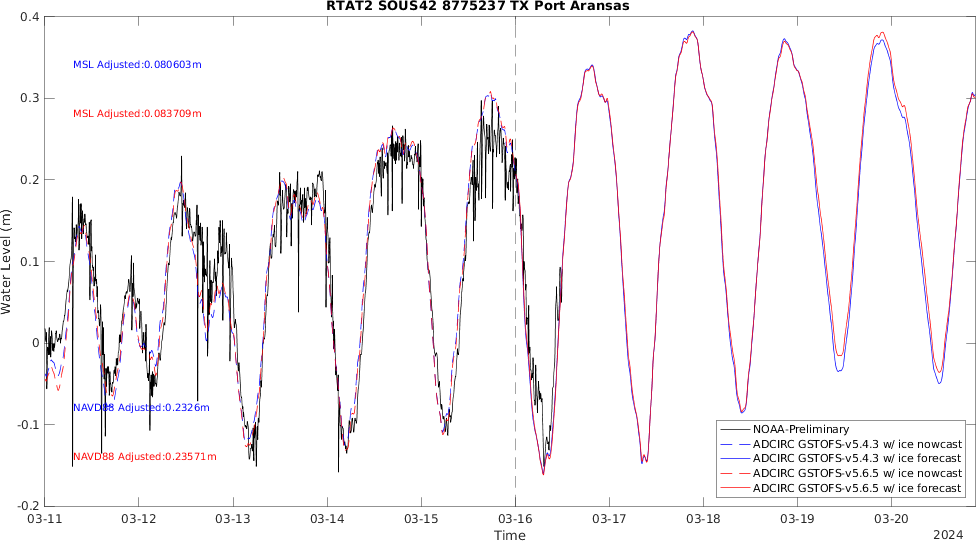 RTAT2 SOUS42 8775237 TX Port Aransas
0.4
MSL Adjusted:0.080603m
0.3
MSL Adjusted:0.083709m
0.2
Water Level (m)
0.1
0
NAVD88 Adjusted:0.2326m
-0.1
NAVD88 Adjusted:0.23571m
-0.2
NOAA-Preliminary
ADCIRC GSTOFS-v5.4.3 w/ ice nowcast
ADCIRC GSTOFS-v5.4.3 w/ ice forecast
ADCIRC GSTOFS-v5.6.5 w/ ice nowcast
ADCIRC GSTOFS-v5.6.5 w/ ice forecast
03-11 03-12 03-13 03-14 03-15 03-16 03-17 03-18 03-19 03-20
Time
2024